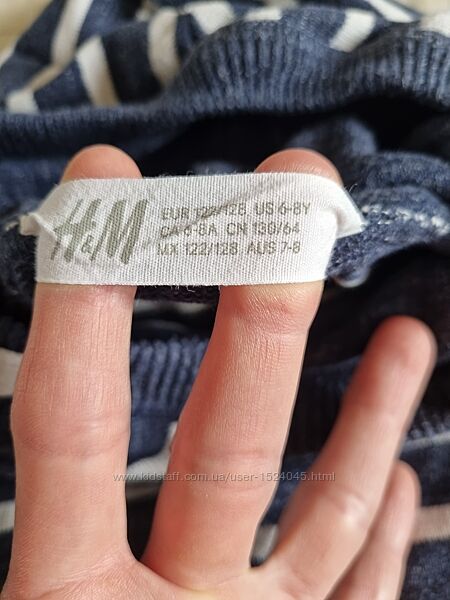 H&M
EUR 122/128 US 6-8Y
CA 6-8A CN 130/64
MX 122/128 AUS 7-8
www.kidstaff.com.ua/user-1524045.html